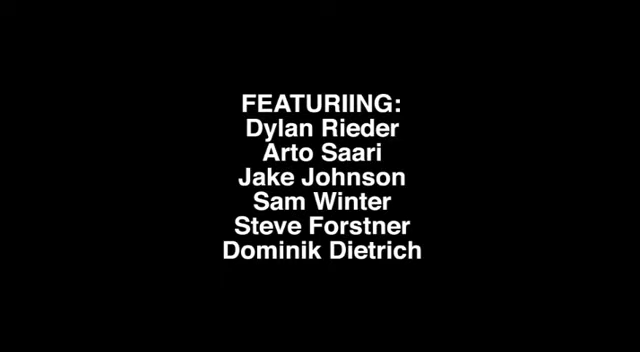 FEATURIING:
Dylan Rieder
Arto Saari
Jake Johnson
Sam Winter
Steve Forstner
Dominik Dietrich